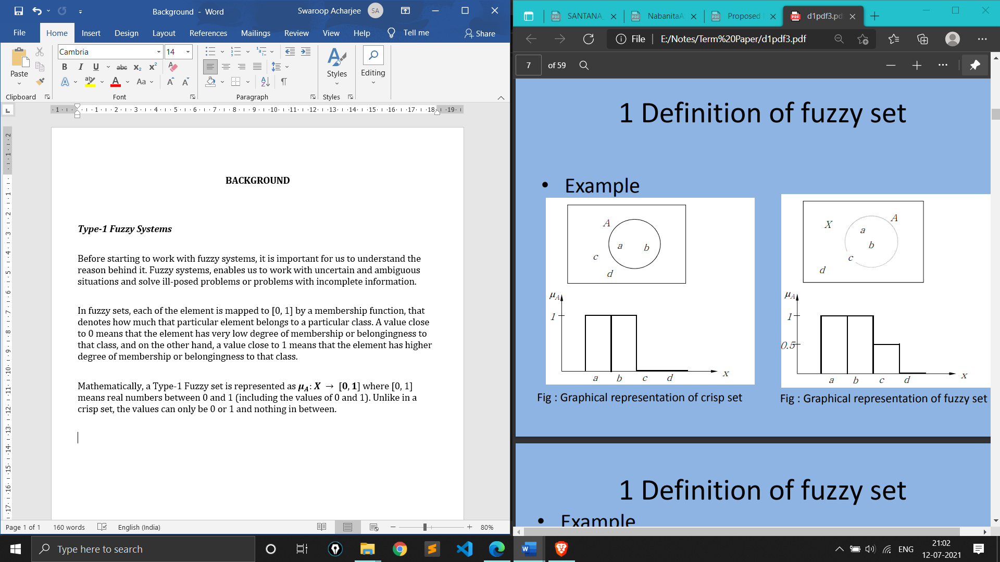 Background - Word
Swaroop Acharjee
SA
File
Home
Insert
Design
Layout
References
Mailings
Review
View
Help
Tell me
Share
Paste
Clipboard
Cambria
14
Font
Paragraph
Styles
Styles
Editing
BACKGROUND
Type-1 Fuzzy Systems
Before starting to work with fuzzy systems, it is important for us to understand the
reason behind it. Fuzzy systems, enables us to work with uncertain and ambiguous
situations and solve ill-posed problems or problems with incomplete information.
In fuzzy sets, each of the element is mapped to [0, 1] by a membership function, that
denotes how much that particular element belongs to a particular class. A value close
to 0 means that the element has very low degree of membership or belongingness to
that class, and on the other hand, a value close to 1 means that the element has higher
degree of membership or belongingness to that class.
Mathematically, a Type-1 Fuzzy set is represented as μA: X → [0, 1] where [0, 1]
means real numbers between 0 and 1 (including the values of 0 and 1). Unlike in a
crisp set, the values can only be 0 or 1 and nothing in between.
Page 1 of 1
160 words
English (India)
80%
SANTANA
NabanitaA
Proposed
d1pdf3.pd
File
E:/Notes/Term%20Paper/d1pdf3.pdf
7
of 59
1 Definition of fuzzy set
• Example
A
a b
c
d
μA
1
a b c d x
Fig : Graphical representation of crisp set
X A
a
b
c
d
μA
1
0.5
a b c d x
Fig : Graphical representation of fuzzy set
1 Definition of fuzzy set
• Example
Type here to search
ENG
21:02
12-07-2021